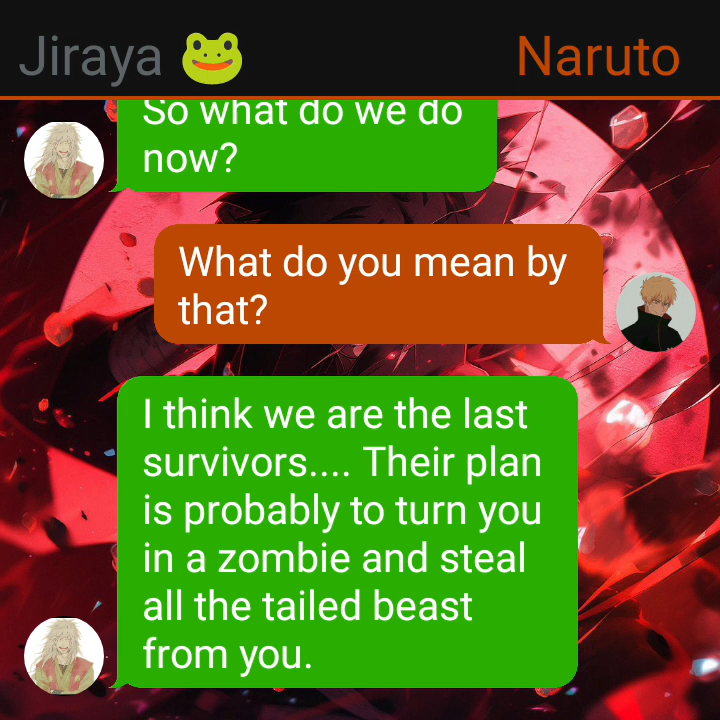 Jiraya 🐸 Naruto
So what do we do
now?
What do you mean by
that?
I think we are the last
survivors.... Their plan
is probably to turn you
in a zombie and steal
all the tailed beast
from you.